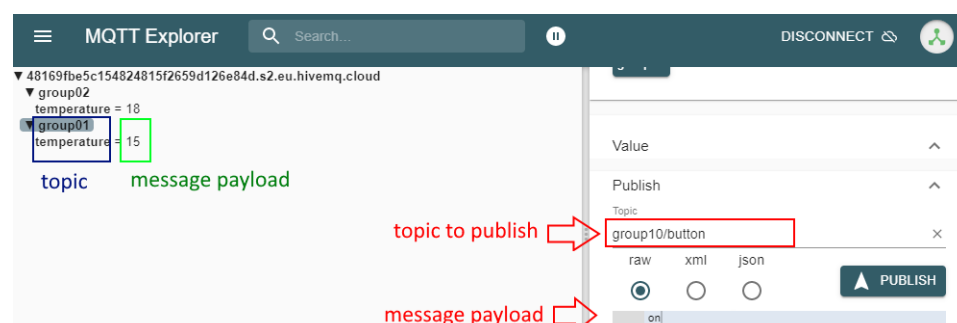 MQTT Explorer
Search...
DISCONNECT
▼ 48169fbe5c154824815f2659d126e84d.s2.eu.hivemq.cloud
▼ group02
temperature = 18
▼ group01
temperature = 15
topic
message payload
Value
Publish
Topic
topic to publish
group10/button
raw xml json
PUBLISH
message payload
on